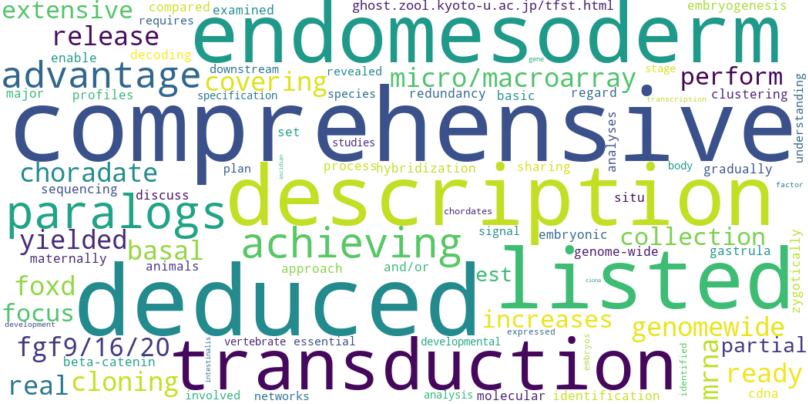 extensive compared examined ghost.zool.kyoto-u.ac.jp/tfst.html embryogenesis
requires
release endomesoderm
enable decoding gene
advantage downstream revealed micro/macroarray stage perform
covering
major profiles specification species redundancy basic regard clustering
transcription
comprehensive
set studies analyses understanding
choradate plan ascidian process hybridization sharing body gradually
sequencing discuss description situ factor
paralogs chordates
yielded achieving signal embryonic collection
maternally basal genome-wide gastrula zygotically
animals approach and/or est listed
foxd deduced ciona
focus increases genomewide
development expressed
fgf9/16/20 vertebrate essential developmental partial
transduction
beta-catenin intestinalis embryos identified mrna ready
real cloning
involved networks analysis molecular identification cdna